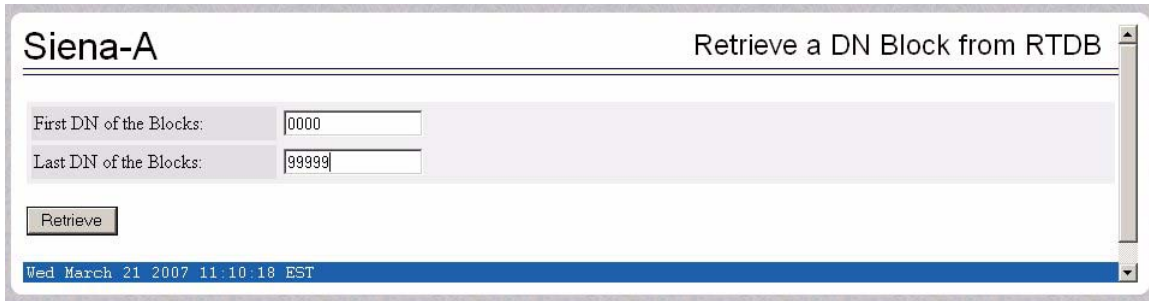 Siena-A Retrieve a DN Block from RTDB
First DN of the Blocks: 0000
Last DN of the Blocks: 99999
Retrieve
Wed March 21 2007 11:10:18 EST